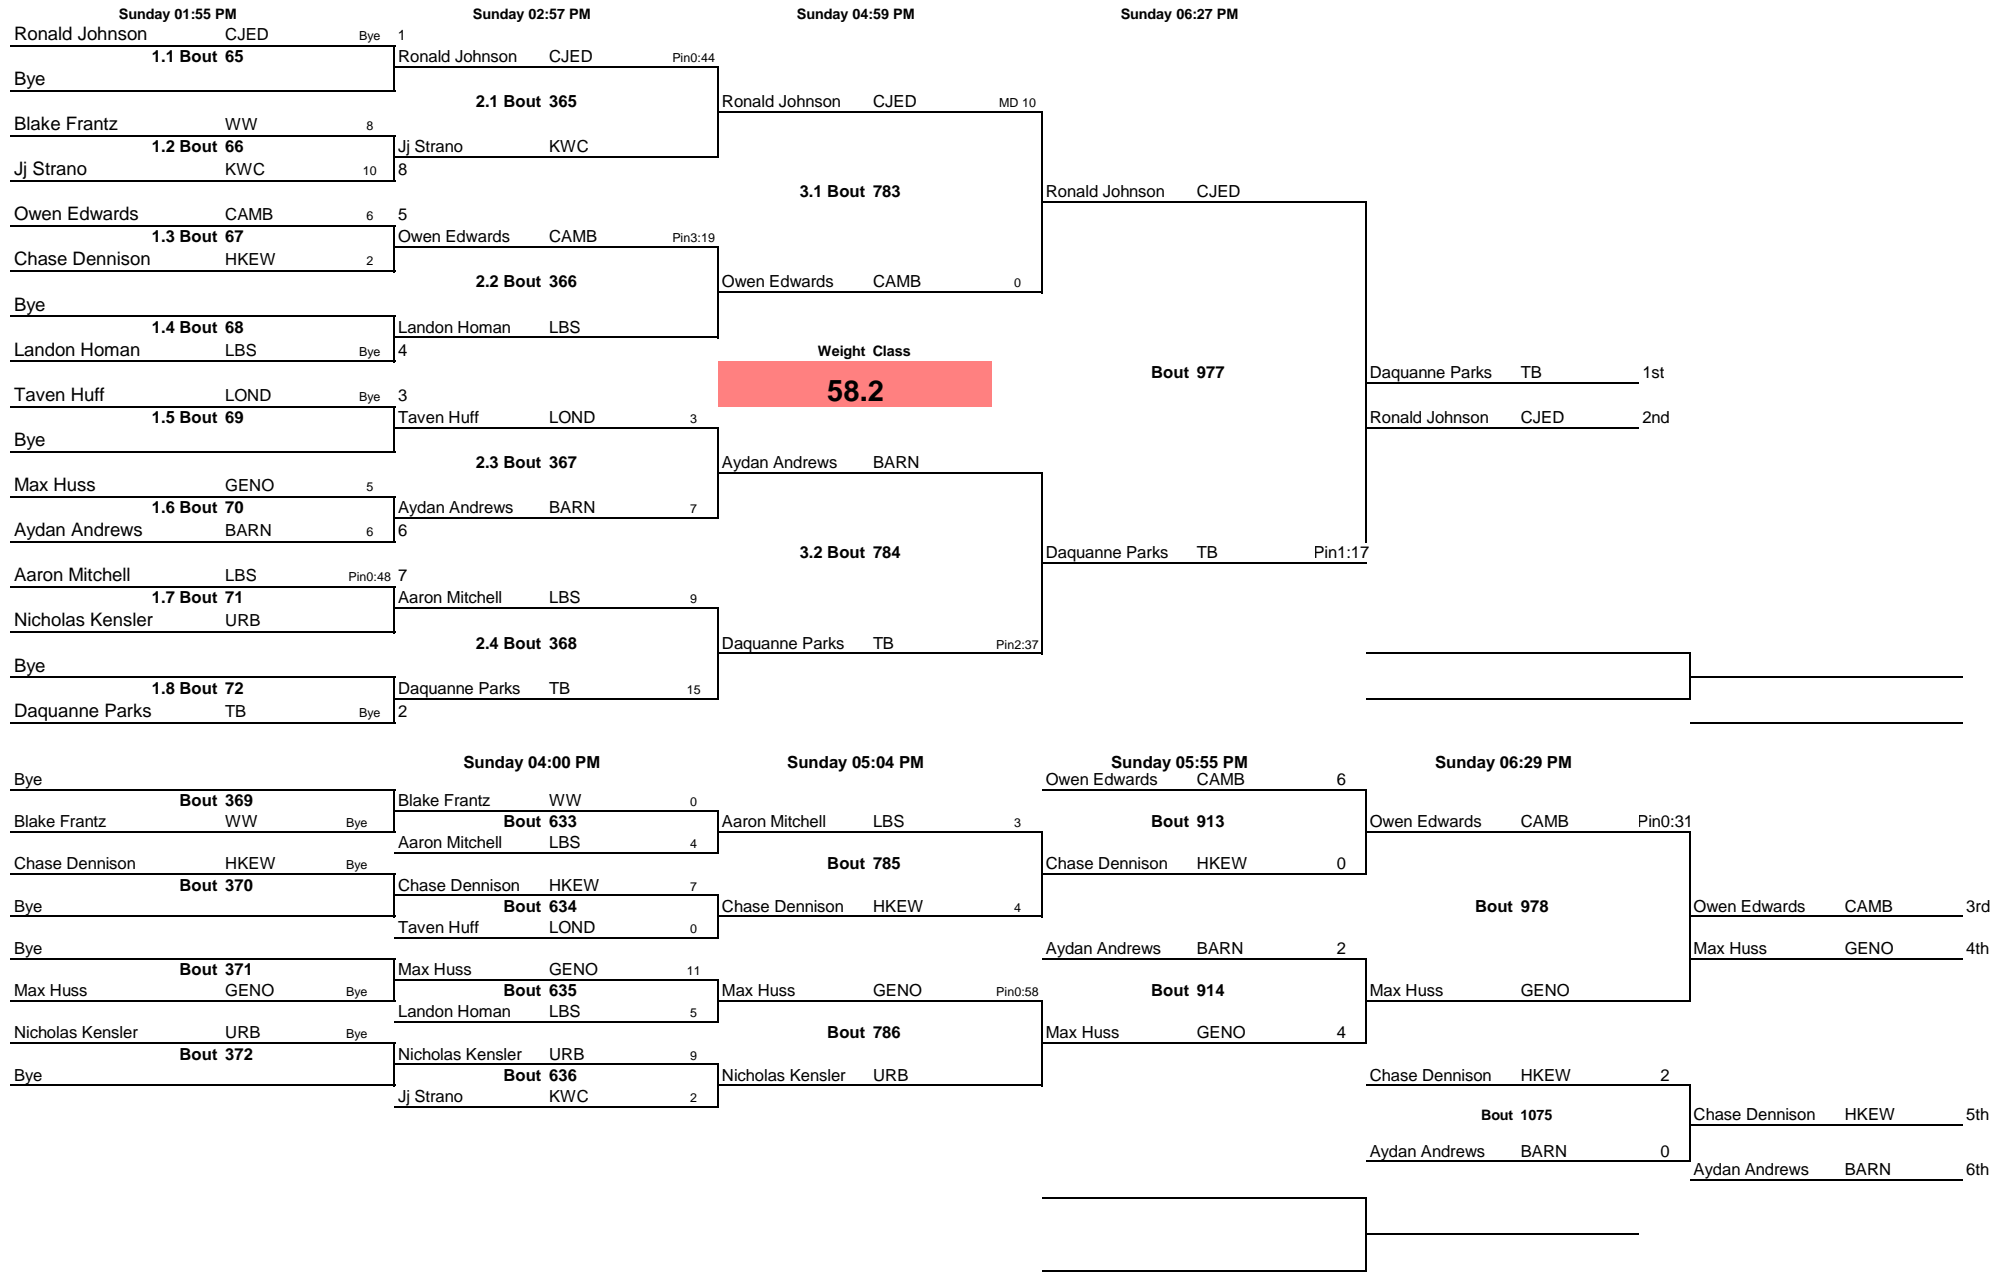 Sunday 01:55 PM Sunday 02:57 PM Sunday 04:59 PM Sunday 06:27 PM
Ronald Johnson CJED Bye 1
1.1 Bout 65 Ronald Johnson CJED Pin0:44
Bye
2.1 Bout 365 Ronald Johnson CJED MD 10
Blake Frantz WW 8
1.2 Bout 66 Jj Strano KWC
Jj Strano KWC 10 8
3.1 Bout 783 Ronald Johnson CJED
Owen Edwards CAMB 6 5
1.3 Bout 67 Owen Edwards CAMB Pin3:19
Chase Dennison HKEW 2
2.2 Bout 366 Owen Edwards CAMB 0
Bye
1.4 Bout 68 Landon Homan LBS
Landon Homan LBS Bye 4 Weight Class
Bout 977 Daquanne Parks TB 1st
58.2
Taven Huff LOND Bye 3
1.5 Bout 69 Taven Huff LOND 3 Ronald Johnson CJED 2nd
Bye
2.3 Bout 367 Aydan Andrews BARN
Max Huss GENO 5
1.6 Bout 70 Aydan Andrews BARN 7
Aydan Andrews BARN 6 6
3.2 Bout 784 Daquanne Parks TB Pin1:17
Aaron Mitchell LBS Pin0:48 7
1.7 Bout 71 Aaron Mitchell LBS 9
Nicholas Kensler URB
2.4 Bout 368 Daquanne Parks TB Pin2:37
Bye
1.8 Bout 72 Daquanne Parks TB 15
Daquanne Parks TB Bye 2
Sunday 04:00 PM Sunday 05:04 PM Sunday 05:55 PM Sunday 06:29 PM
Bye Owen Edwards CAMB 6
Bout 369 Blake Frantz WW 0
Blake Frantz WW Bye Bout 633 Aaron Mitchell LBS 3 Bout 913 Owen Edwards CAMB Pin0:31
Aaron Mitchell LBS 4
Chase Dennison HKEW Bye Bout 785 Chase Dennison HKEW 0
Bout 370 Chase Dennison HKEW 7
Bye Bout 634 Chase Dennison HKEW 4 Bout 978 Owen Edwards CAMB 3rd
Taven Huff LOND 0
Bye Aydan Andrews BARN 2 Max Huss GENO 4th
Bout 371 Max Huss GENO 11
Max Huss GENO Bye Bout 635 Max Huss GENO Pin0:58 Bout 914 Max Huss GENO
Landon Homan LBS 5
Nicholas Kensler URB Bye Bout 786 Max Huss GENO 4
Bout 372 Nicholas Kensler URB 9
Bye Bout 636 Nicholas Kensler URB Chase Dennison HKEW 2
Jj Strano KWC 2
Bout 1075 Chase Dennison HKEW 5th
Aydan Andrews BARN 0
Aydan Andrews BARN 6th